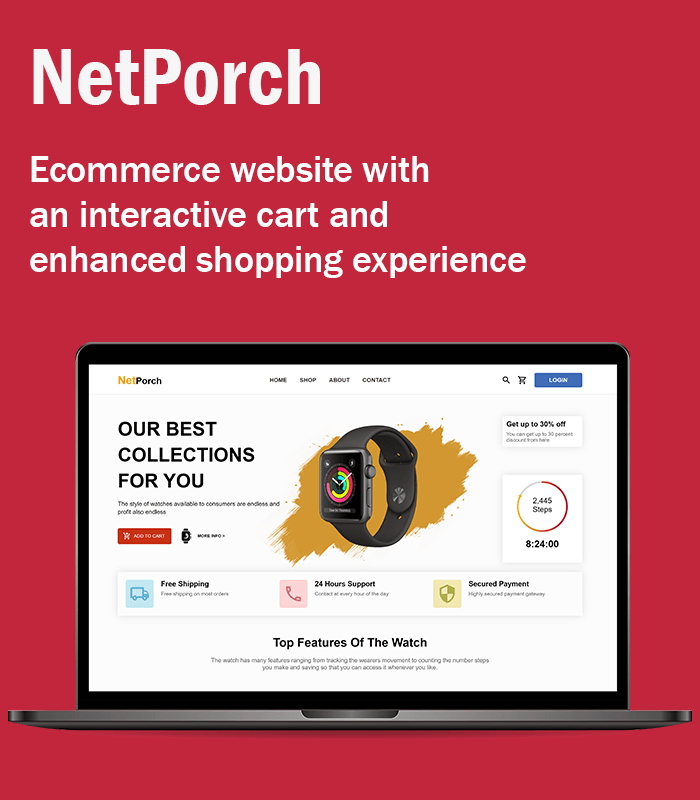 NetPorch
Ecommerce website with
an interactive cart and
enhanced shopping experience
NetPorch
HOME SHOP ABOUT CONTACT
LOGIN
OUR BEST
COLLECTIONS
FOR YOU
The style of watches available to consumers are endless and
profit also endless
ADD TO CART
MORE INFO >
Get up to 30% off
You can get up to 30 percent
discount from here
2,445
Steps
8:24:00
Free Shipping
Free shipping on most orders
24 Hours Support
Contact at every hour of the day
Secured Payment
Highly secured payment gateway
Top Features Of The Watch
The watch has many features ranging from tracking the wearers movement to counting the number steps
you make and saving so that you can access it whenever you like.